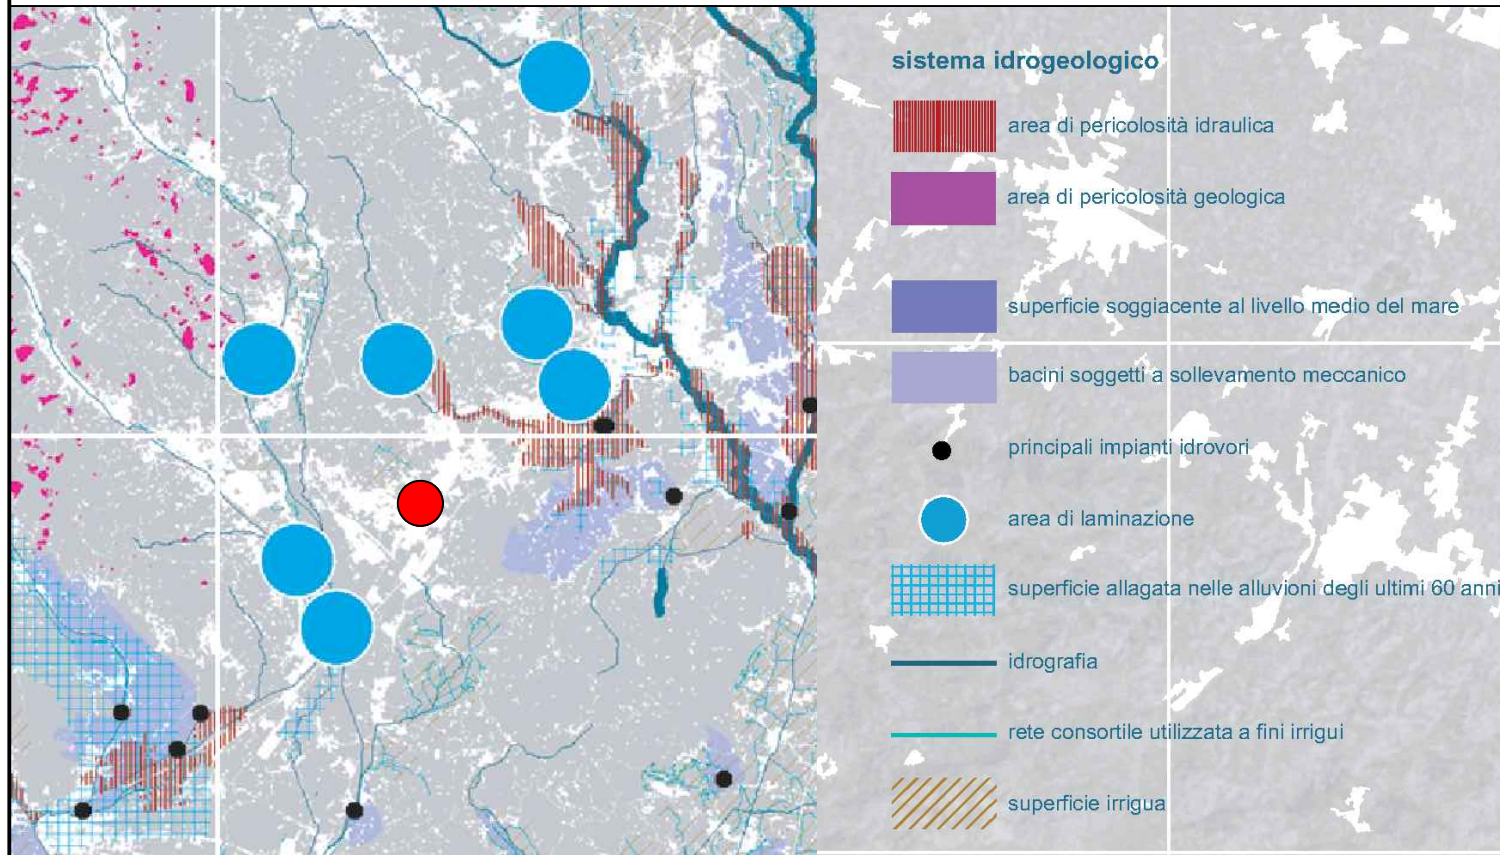 sistema idrogeologico
area di pericolosità idraulica
area di pericolosità geologica
superficie soggiacente al livello medio del mare
bacini soggetti a sollevamento meccanico
principali impianti idrovori
area di laminazione
superficie allagata nelle alluvioni degli ultimi 60 anni
idrografia
rete consortile utilizzata a fini irrigui
superficie irrigua